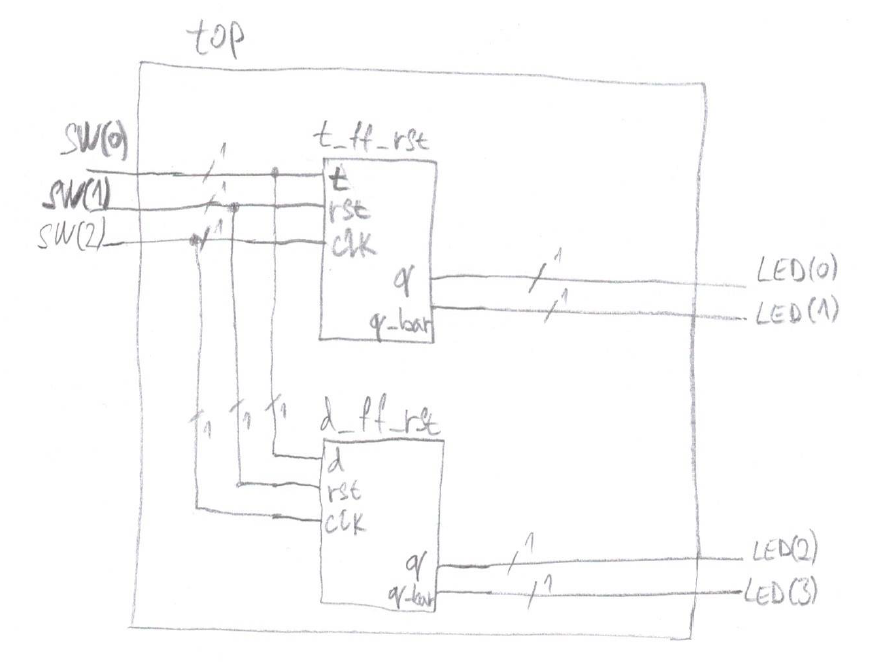 top
SW(0)
1
t_ff_rst
t
SW(1)
1
rst
SW(2)
1
clk
q
1
LED(0)
q_bar
1
LED(1)
1
1
1
d_ff_rst
d
rst
clk
q
1
LED(2)
q_bar
1
LED(3)